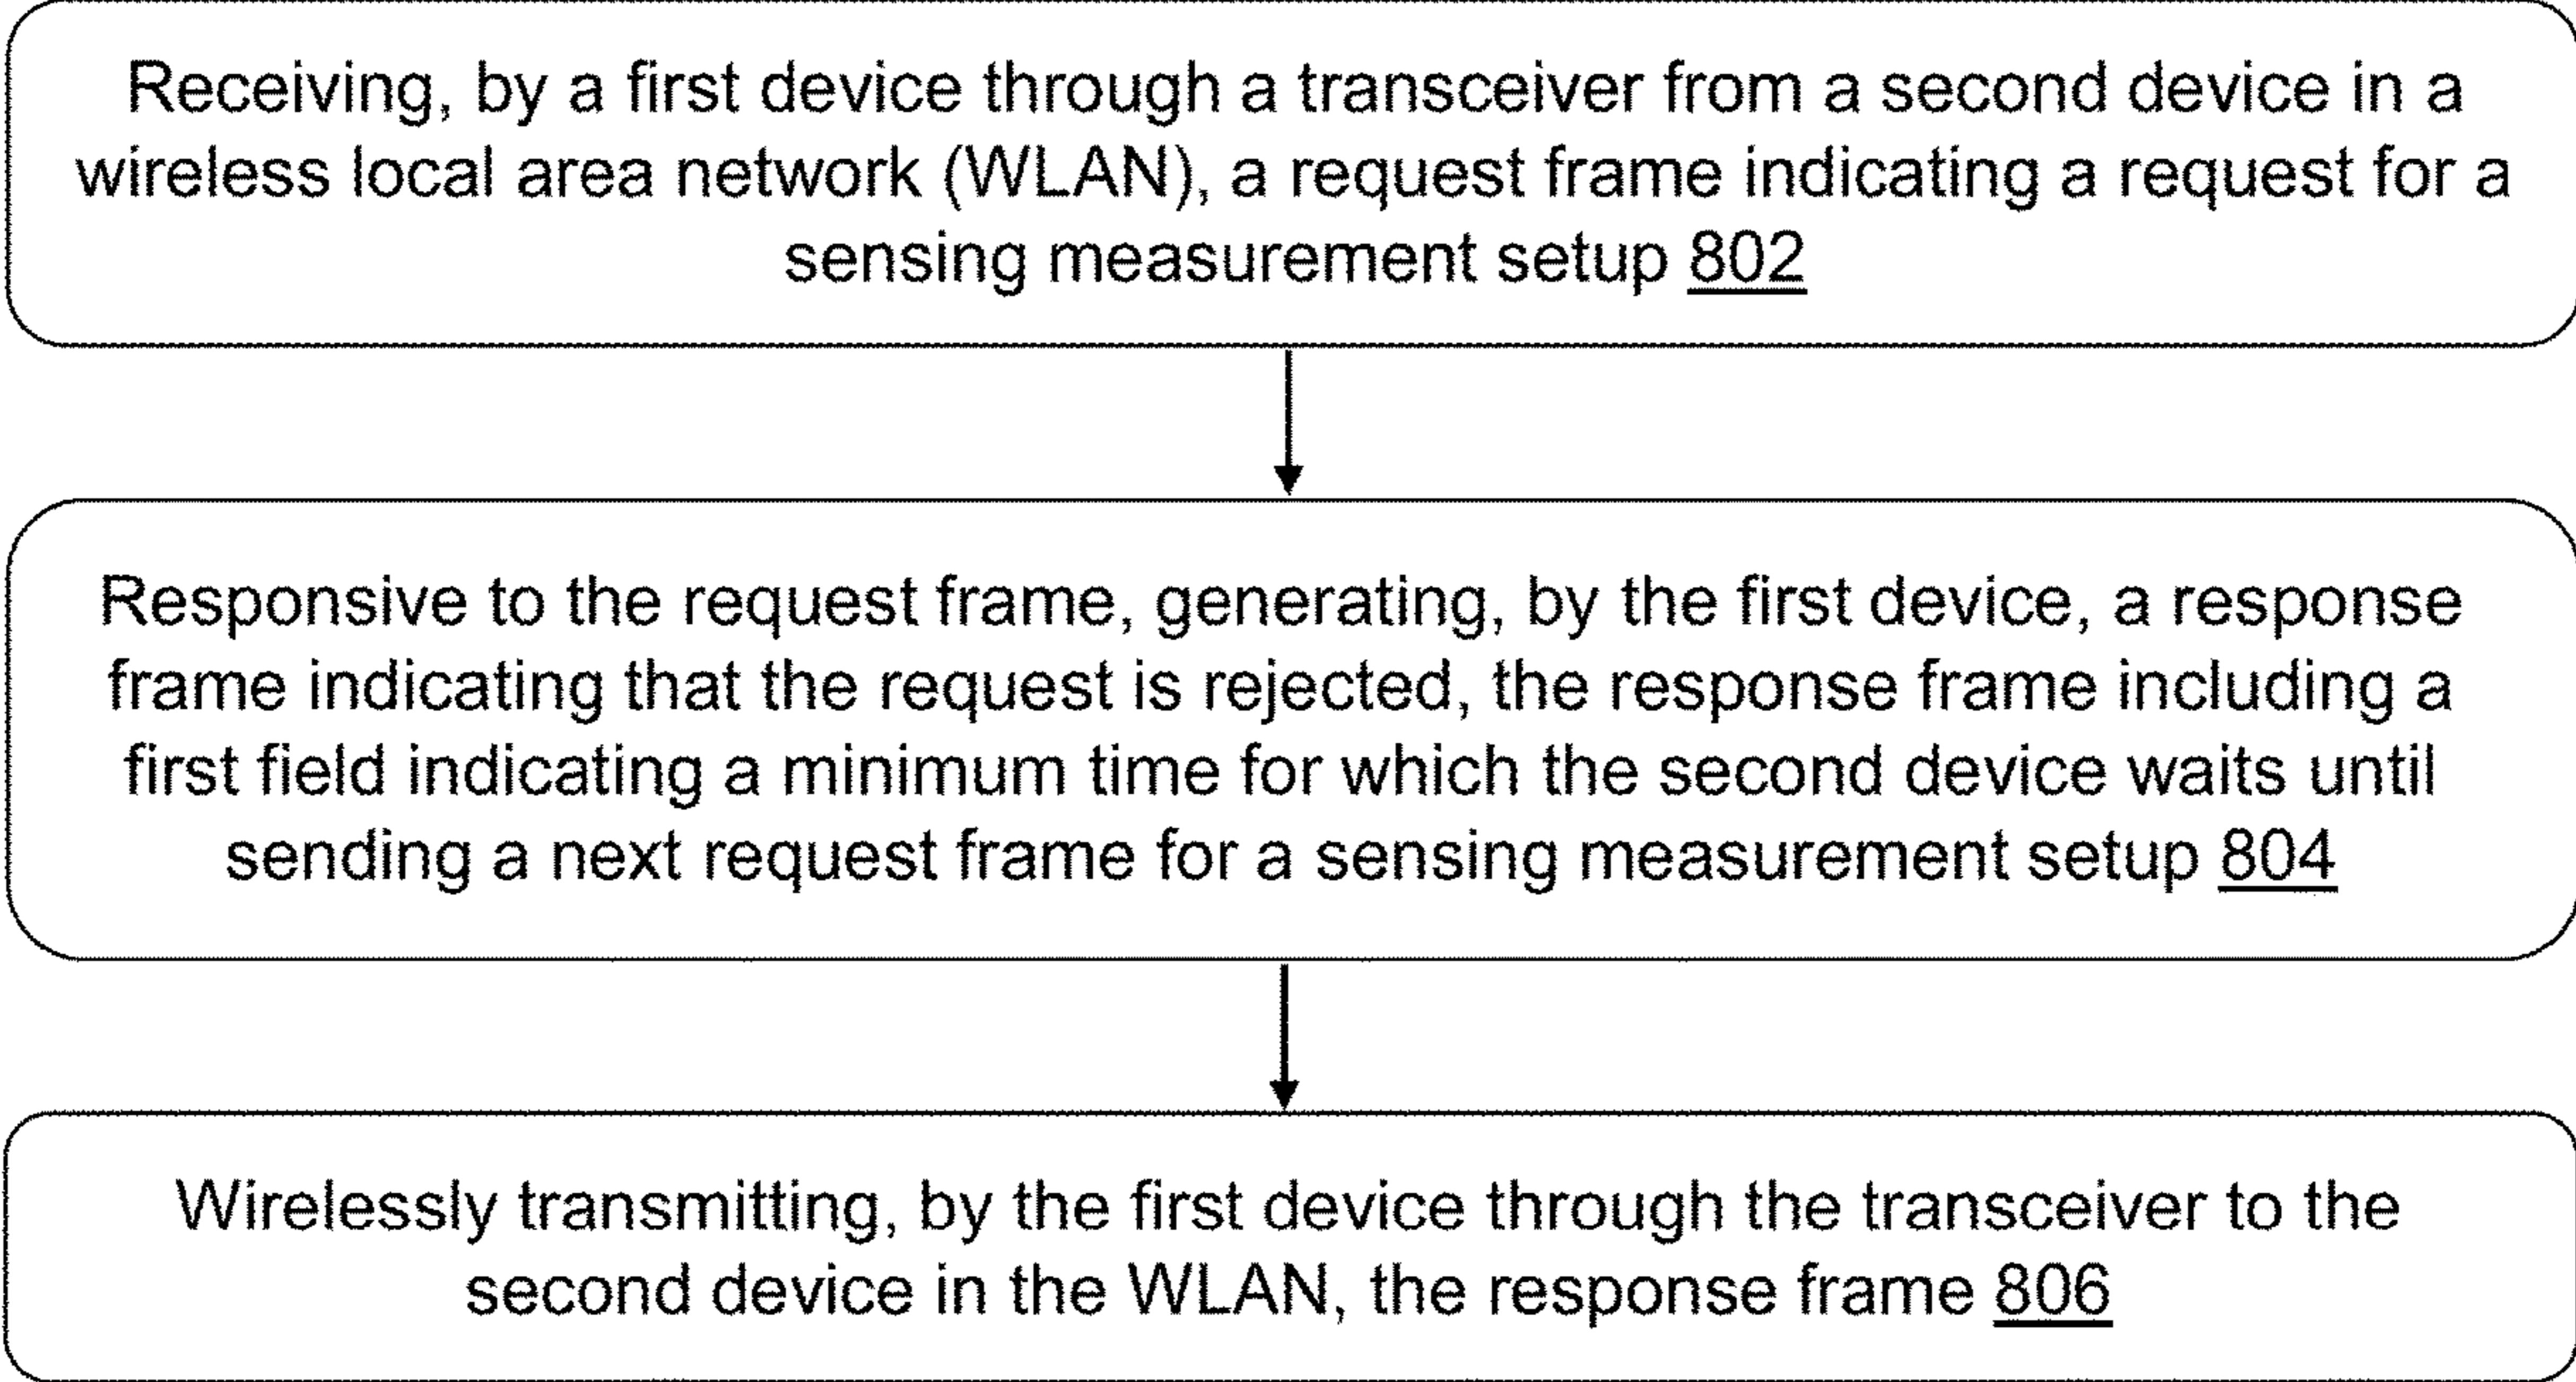 Receiving, by a first device through a transceiver from a second device in a
wireless local area network (WLAN), a request frame indicating a request for a
sensing measurement setup 802
Responsive to the request frame, generating, by the first device, a response
frame indicating that the request is rejected, the response frame including a
first field indicating a minimum time for which the second device waits until
sending a next request frame for a sensing measurement setup 804
Wirelessly transmitting, by the first device through the transceiver to the
second device in the WLAN, the response frame 806